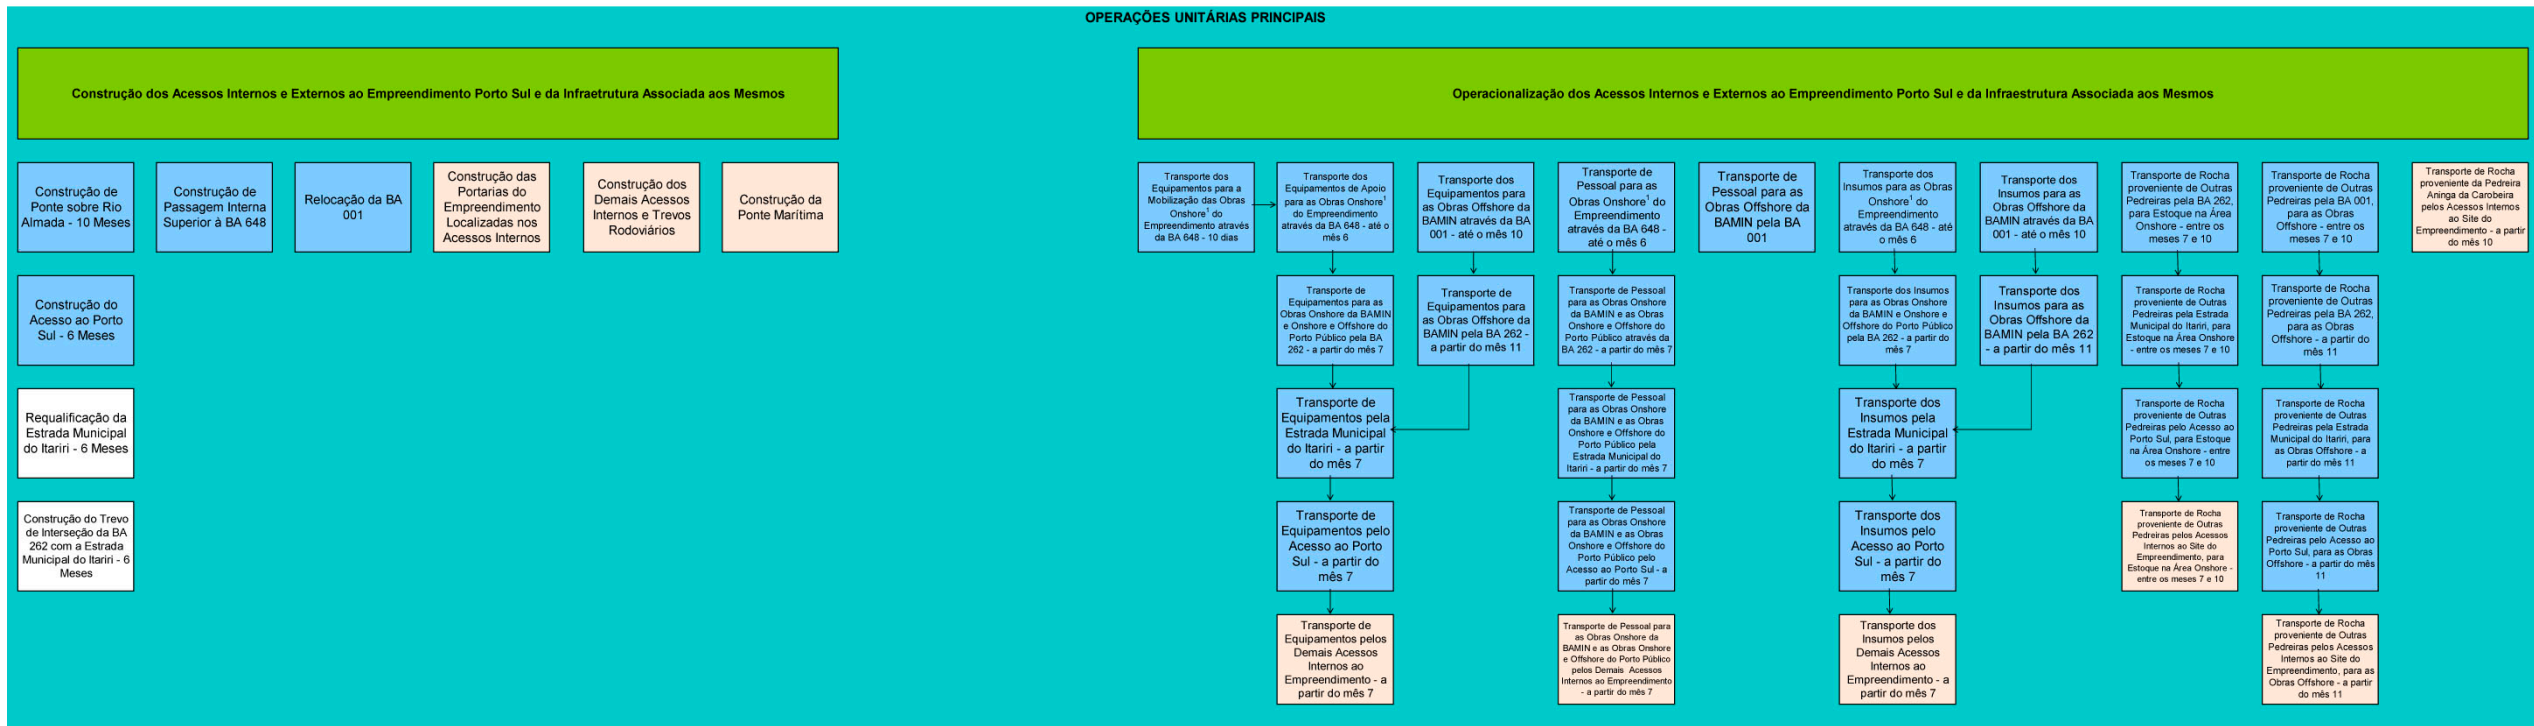 OPERAÇÕES UNITÁRIAS PRINCIPAIS
Construção dos Acessos Internos e Externos ao Empreendimento Porto Sul e da Infraetrutura Associada aos Mesmos
Construção de
Ponte sobre Rio
Almada - 10 Meses
Construção de
Passagem Interna
Superior à BA 648
Relocação da BA
001
Construção das
Portarias do
Empreendimento
Localizadas nos
Acessos Internos
Construção dos
Demais Acessos
Internos e Trevos
Rodoviários
Construção da
Ponte Marítima
Construção do
Acesso ao Porto
Sul - 6 Meses
Requalificação da
Estrada Municipal
do Itariri - 6 Meses
Construção do Trevo
de Interseção da BA
262 com a Estrada
Municipal do Itariri - 6
Meses
Operacionalização dos Acessos Internos e Externos ao Empreendimento Porto Sul e da Infraestrutura Associada aos Mesmos
Transporte dos
Equipamentos para a
Mobilização das Obras
Onshore¹ do
Empreendimento através
da BA 648 - 10 dias
Transporte dos
Equipamentos de Apoio
para as Obras Onshore¹
do Empreendimento
através da BA 648 - até o
mês 6
Transporte dos
Equipamentos para
as Obras Offshore da
BAMIN através da BA
001 - até o mês 10
Transporte de
Pessoal para as
Obras Onshore¹ do
Empreendimento
através da BA 648 -
até o mês 6
Transporte de
Pessoal para as
Obras Offshore da
BAMIN pela BA
001
Transporte dos
Insumos para as Obras
Onshore¹ do
Empreendimento
através da BA 648 - até
o mês 6
Transporte dos
Insumos para as
Obras Offshore da
BAMIN através da BA
001 - até o mês 10
Transporte de Rocha
proveniente de Outras
Pedreiras pela BA 262,
para Estoque na Área
Onshore - entre os
meses 7 e 10
Transporte de Rocha
proveniente de Outras
Pedreiras pela BA 001,
para as Obras
Offshore - entre os
meses 7 e 10
Transporte de Rocha
proveniente da Pedreira
Aninga da Carobeira
pelos Acessos Internos
ao Site do
Empreendimento - a partir
do mês 10
Transporte de
Equipamentos para as
Obras Onshore da BAMIN
e Onshore e Offshore do
Porto Público pela BA
262 - a partir do mês 7
Transporte de
Equipamentos para
as Obras Offshore da
BAMIN pela BA 262 -
a partir do mês 11
Transporte de Pessoal
para as Obras Onshore
da BAMIN e as Obras
Onshore e Offshore do
Porto Público através da
BA 262 - a partir do mês 7
Transporte dos Insumos
para as Obras Onshore
da BAMIN e Onshore e
Offshore do Porto Público
pela BA 262 - a partir do
mês 7
Transporte dos
Insumos para as
Obras Offshore da
BAMIN pela BA 262
- a partir do mês 11
Transporte de Rocha
proveniente de Outras
Pedreiras pela Estrada
Municipal do Itariri, para
Estoque na Área Onshore
- entre os meses 7 e 10
Transporte de Rocha
proveniente de Outras
Pedreiras pela BA 262,
para as Obras
Offshore - a partir do
mês 11
Transporte de
Equipamentos pela
Estrada Municipal
do Itariri - a partir
do mês 7
Transporte de Pessoal
para as Obras Onshore
da BAMIN e as Obras
Onshore e Offshore do
Porto Público pela
Estrada Municipal do
Itariri - a partir do mês 7
Transporte dos
Insumos pela
Estrada Municipal
do Itariri - a partir
do mês 7
Transporte de Rocha
proveniente de Outras
Pedreiras pelo Acesso ao
Porto Sul, para Estoque
na Área Onshore - entre
os meses 7 e 10
Transporte de Rocha
proveniente de Outras
Pedreiras pela Estrada
Municipal do Itariri, para
as Obras Offshore - a
partir do mês 11
Transporte de
Equipamentos pelo
Acesso ao Porto
Sul - a partir do
mês 7
Transporte de Pessoal
para as Obras Onshore
da BAMIN e as Obras
Onshore e Offshore do
Porto Público pelo
Acesso ao Porto Sul - a
partir do mês 7
Transporte dos
Insumos pelo
Acesso ao Porto
Sul - a partir do
mês 7
Transporte de Rocha
proveniente de Outras
Pedreiras pelos Acessos
Internos ao Site do
Empreendimento, para
Estoque na Área Onshore -
entre os meses 7 e 10
Transporte de Rocha
proveniente de Outras
Pedreiras pelo Acesso ao
Porto Sul, para as Obras
Offshore - a partir do mês
11
Transporte de
Equipamentos pelos
Demais Acessos
Internos ao
Empreendimento - a
partir do mês 7
Transporte de Pessoal para
as Obras Onshore da
BAMIN e as Obras Onshore
e Offshore do Porto Público
pelos Demais Acessos
Internos ao Empreendimento
- a partir do mês 7
Transporte dos
Insumos pelos
Demais Acessos
Internos ao
Empreendimento - a
partir do mês 7
Transporte de Rocha
proveniente de Outras
Pedreiras pelos Acessos
Internos ao Site do
Empreendimento, para as
Obras Offshore - a partir
do mês 11